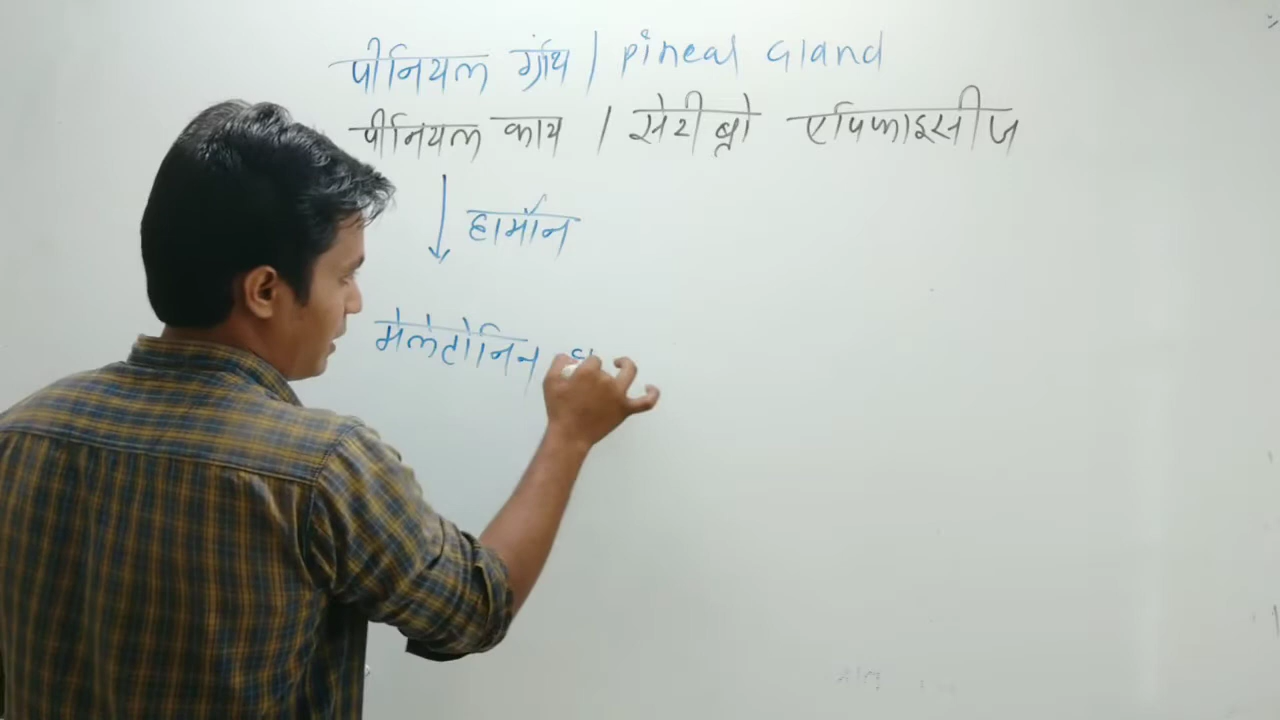 पीनियल ग्रंथि / pineal Gland
पीनियल काय / सेरीब्रो एपिफाइसीज
हार्मोन
मेलेटोनिन